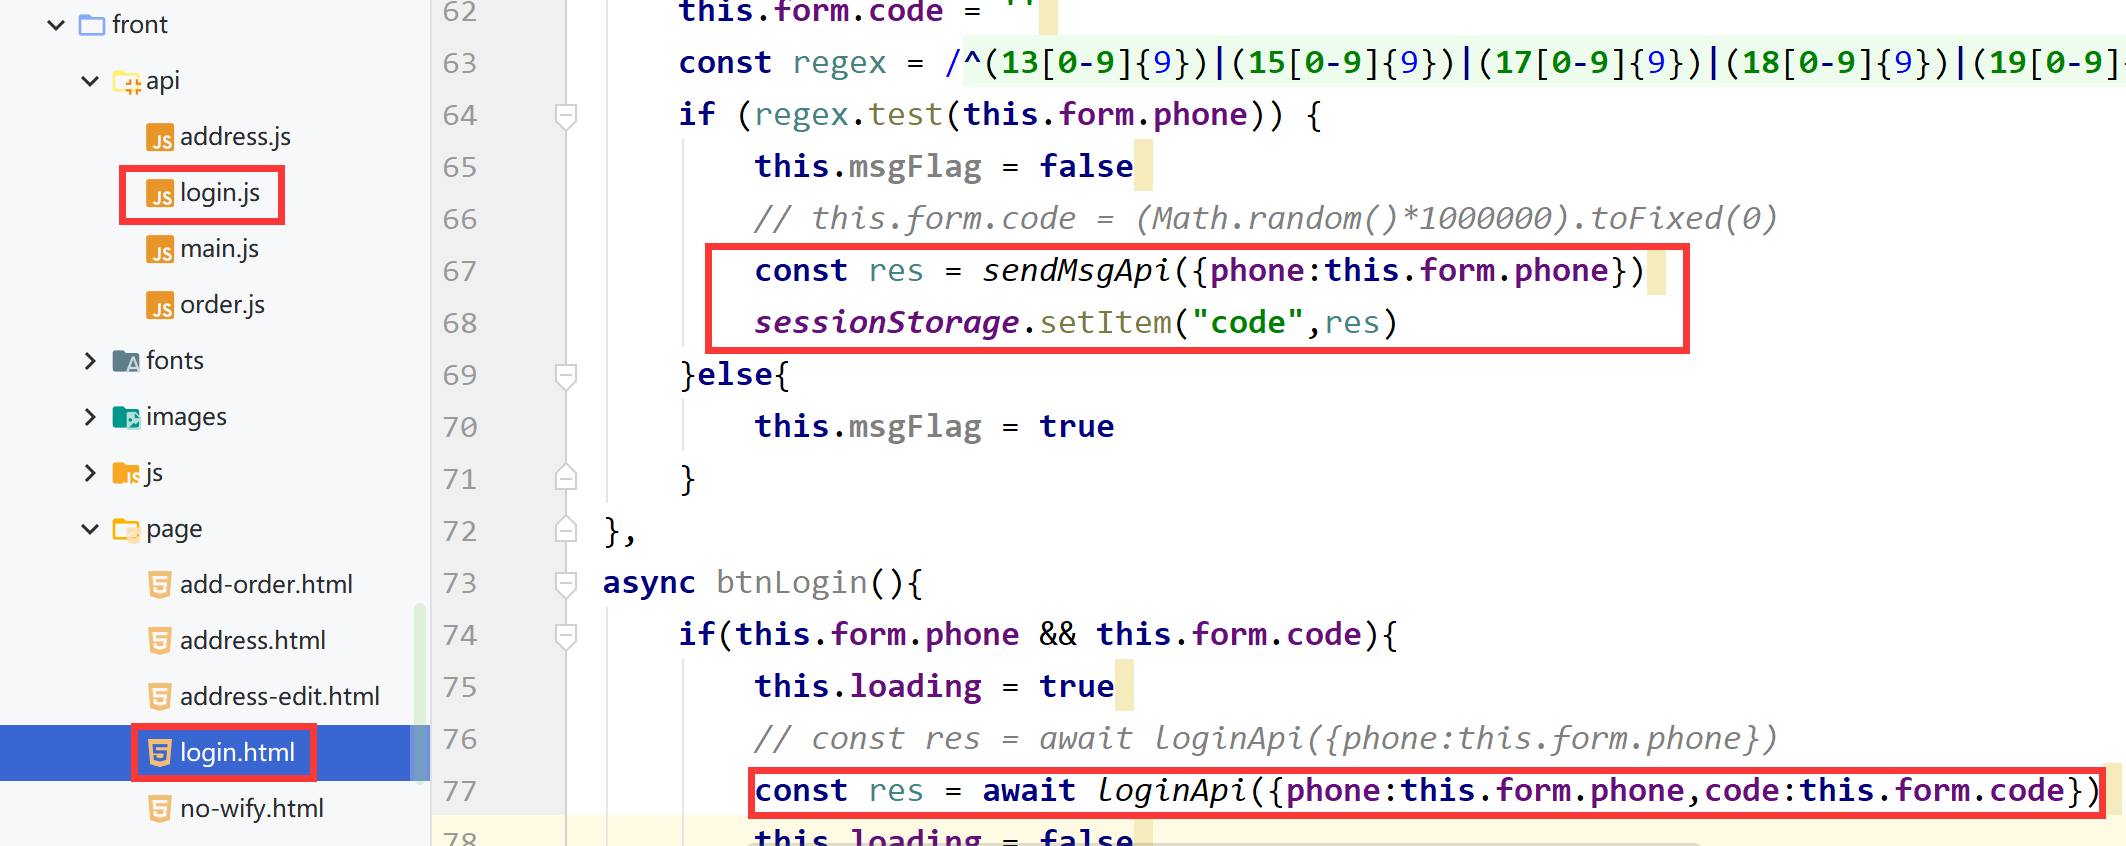 front
api
address.js
login.js
main.js
order.js
fonts
images
js
page
add-order.html
address.html
address-edit.html
login.html
no-wify.html
62 this.form.code = ''
63 const regex = /^(13[0-9]{9})|(15[0-9]{9})|(17[0-9]{9})|(18[0-9]{9})|(19[0-9]
64 if (regex.test(this.form.phone)) {
65 this.msgFlag = false
66 // this.form.code = (Math.random()*1000000).toFixed(0)
67 const res = sendMsgApi({phone:this.form.phone})
68 sessionStorage.setItem("code",res)
69 }else{
70 this.msgFlag = true
71 }
72 },
73 async btnLogin(){
74 if(this.form.phone && this.form.code){
75 this.loading = true
76 // const res = await loginApi({phone:this.form.phone})
77 const res = await loginApi({phone:this.form.phone,code:this.form.code})
78 this.loading = false